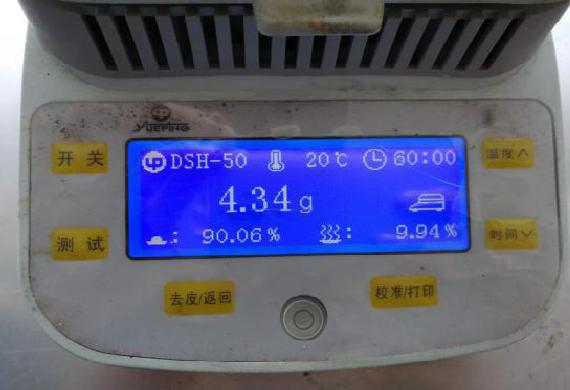 YUEPING
开 关
DSH-50 20℃ 60:00
温度∧
4.34g
测 试
: 90.06% : 9.94%
时间∨
去皮/返回
校准/打印